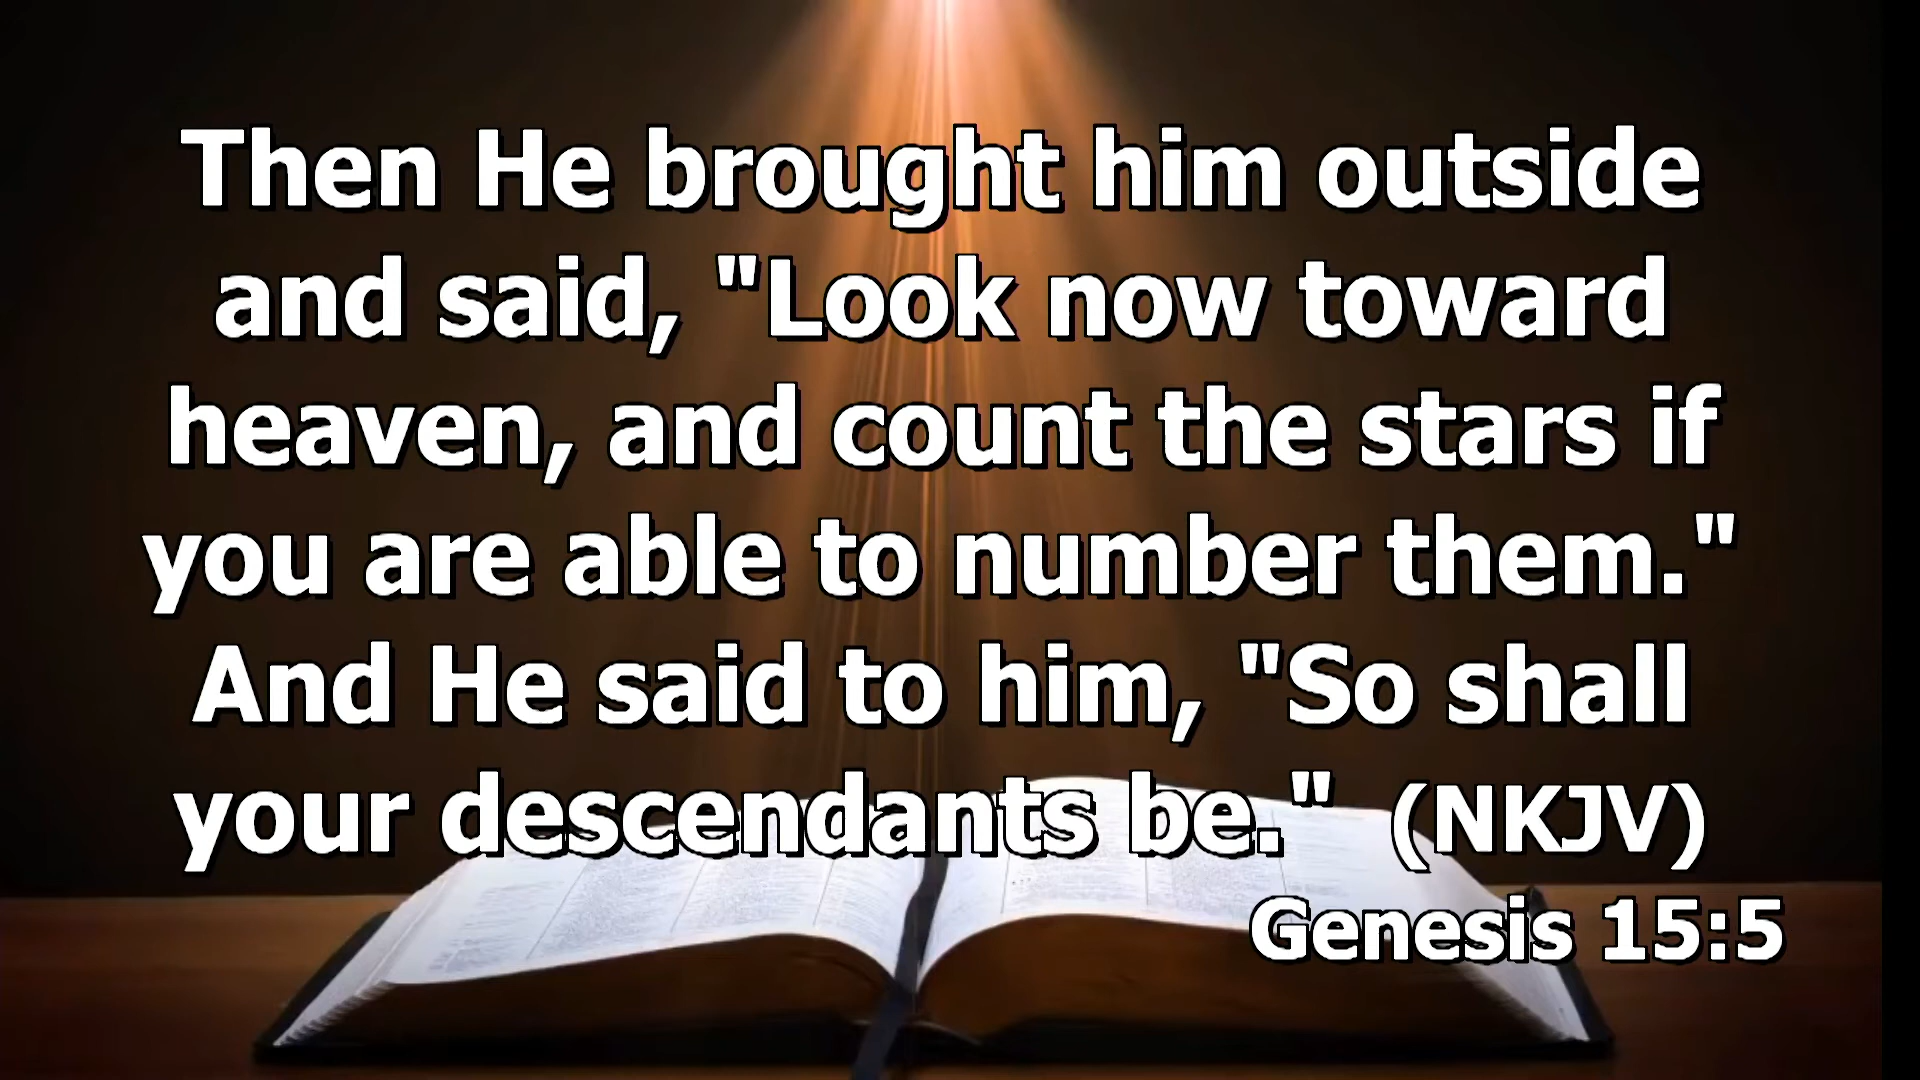 Then He brought him outside
and said, "Look now toward
heaven, and count the stars if
you are able to number them."
And He said to him, "So shall
your descendants be." (NKJV)
Genesis 15:5